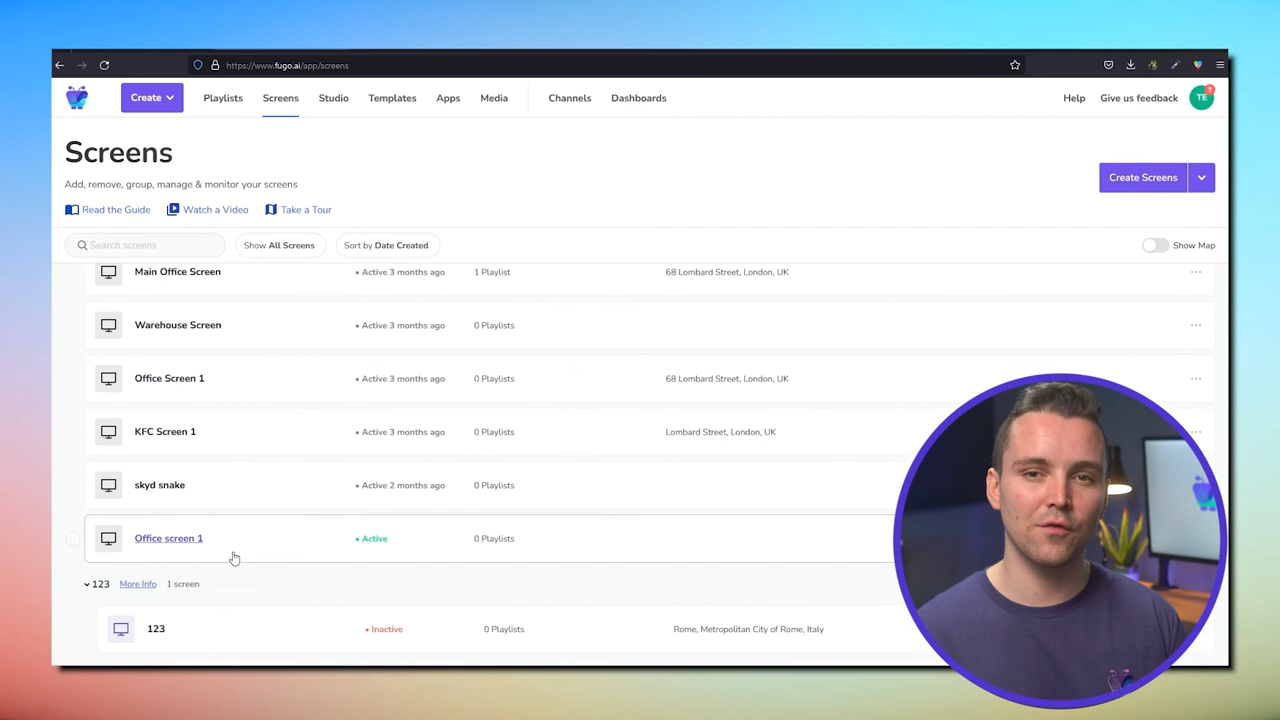 https://www.fugo.ai/app/screens
Create Playlists Screens Studio Templates Apps Media Channels Dashboards Help Give us feedback TE 7
Screens
Add, remove, group, manage & monitor your screens
Create Screens
Read the Guide Watch a Video Take a Tour
Search screens Show All Screens Sort by Date Created Show Map
Main Office Screen • Active 3 months ago 1 Playlist 68 Lombard Street, London, UK ...
Warehouse Screen • Active 3 months ago 0 Playlists ...
Office Screen 1 • Active 3 months ago 0 Playlists 68 Lombard Street, London, UK ...
KFC Screen 1 • Active 3 months ago 0 Playlists Lombard Street, London, UK ...
skyd snake • Active 2 months ago 0 Playlists
Office screen 1 • Active 0 Playlists
123 More Info 1 screen
123 • Inactive 0 Playlists Rome, Metropolitan City of Rome, Italy